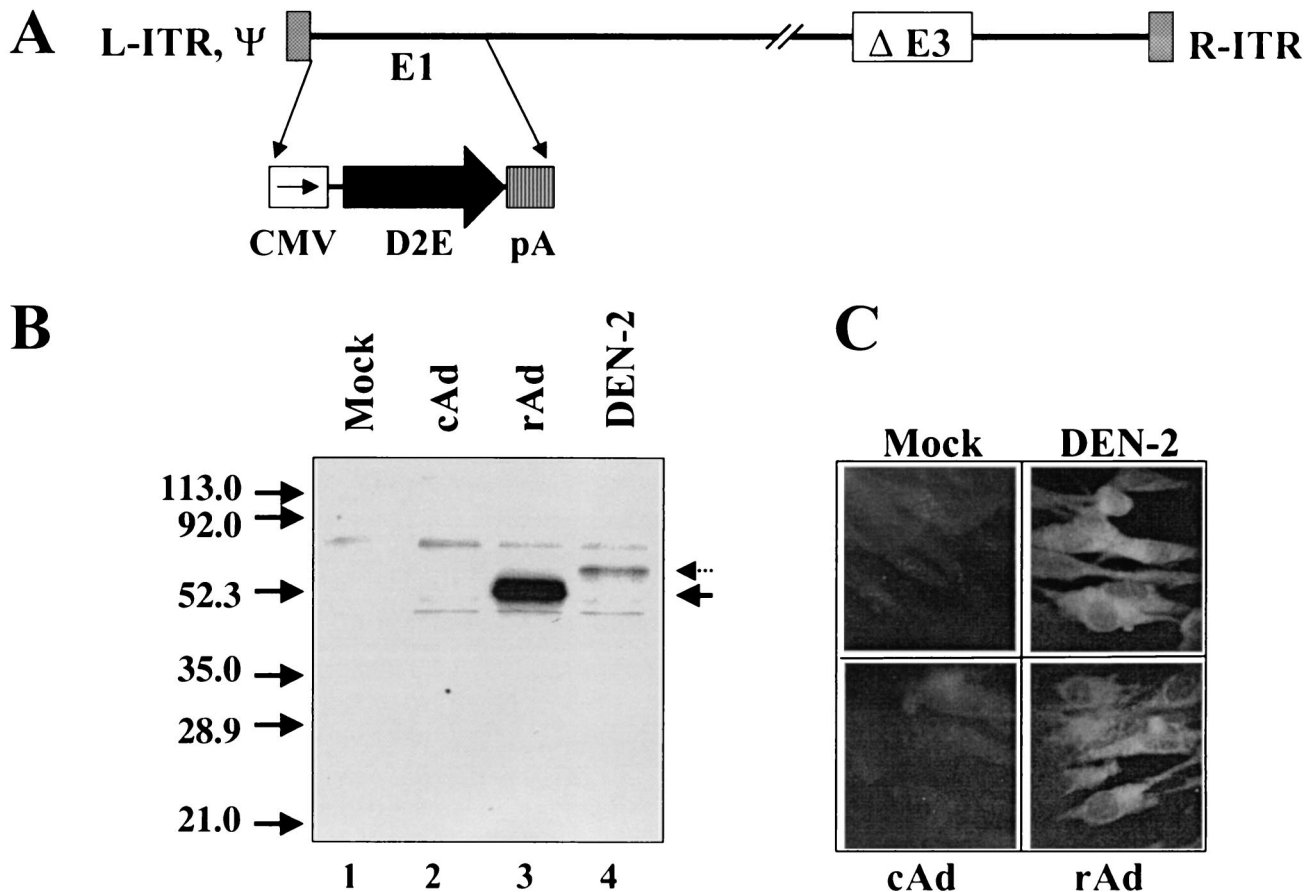 A
L-ITR, Ψ
E1
Δ E3
R-ITR
CMV
D2E
pA
B
Mock
cAd
rAd
DEN-2
113.0
92.0
52.3
35.0
28.9
21.0
1 2 3 4
C
Mock DEN-2
cAd rAd